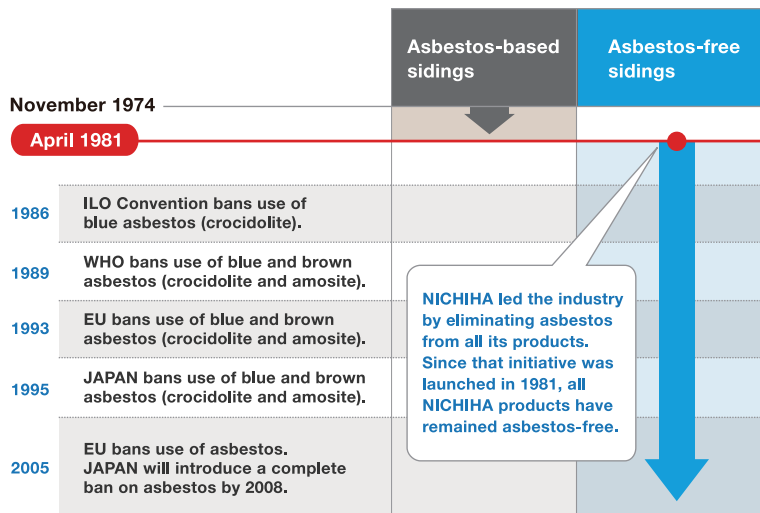 Asbestos-based
sidings
Asbestos-free
sidings
November 1974
April 1981
1986
ILO Convention bans use of
blue asbestos (crocidolite).
1989
WHO bans use of blue and brown
asbestos (crocidolite and amosite).
1993
EU bans use of blue and brown
asbestos (crocidolite and amosite).
1995
JAPAN bans use of blue and brown
asbestos (crocidolite and amosite).
2005
EU bans use of asbestos.
JAPAN will introduce a complete
ban on asbestos by 2008.
NICHIHA led the industry
by eliminating asbestos
from all its products.
Since that initiative was
launched in 1981, all
NICHIHA products have
remained asbestos-free.